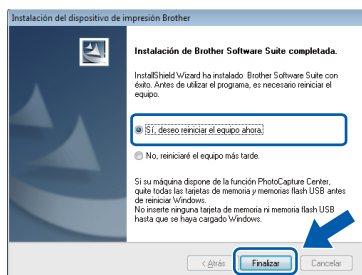 Instalación del dispositivo de impresión Brother
Instalación de Brother Software Suite completada.
InstallShield Wizard ha instalado Brother Software Suite con
éxito. Antes de utilizar el programa, es necesario reiniciar el
equipo.
Sí, deseo reiniciar el equipo ahora.
No, reiniciaré el equipo más tarde.
Si su máquina dispone de la función PhotoCapture Center,
quite todas las tarjetas de memoria y memorias flash USB antes
de reiniciar Windows.
No inserte ninguna tarjeta de memoria ni memoria flash USB
hasta que se haya cargado Windows.
< Atrás Finalizar Cancelar